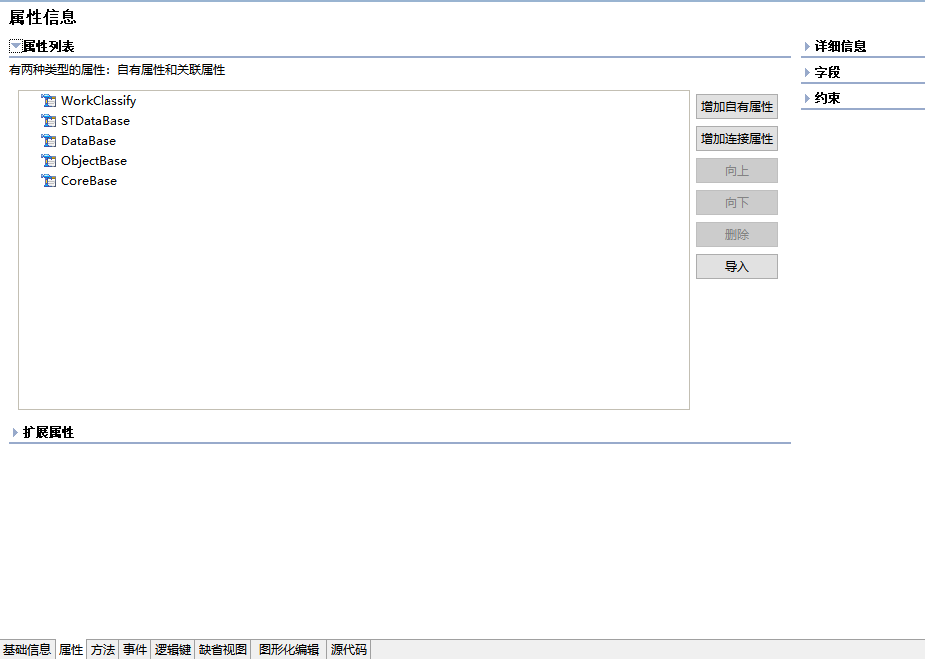 属性信息
属性列表
有两种类型的属性：自有属性和关联属性
WorkClassify
STDataBase
DataBase
ObjectBase
CoreBase
增加自有属性
增加连接属性
向上
向下
删除
导入
扩展属性
详细信息
字段
约束
基础信息 属性 方法 事件 逻辑键 缺省视图 图形化编辑 源代码